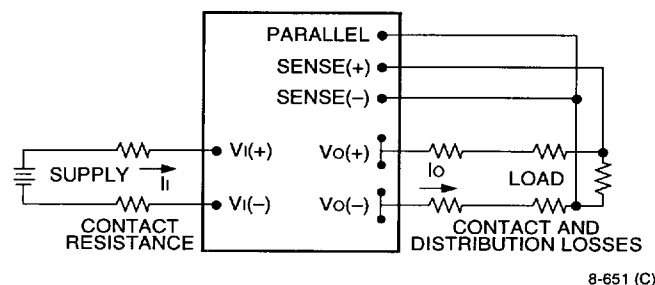 PARALLEL
SENSE(+)
SENSE(–)
VI(+)
VO(+)
SUPPLY
II
IO
LOAD
VI(–)
VO(–)
CONTACT
RESISTANCE
CONTACT AND
DISTRIBUTION LOSSES
8-651 (C)